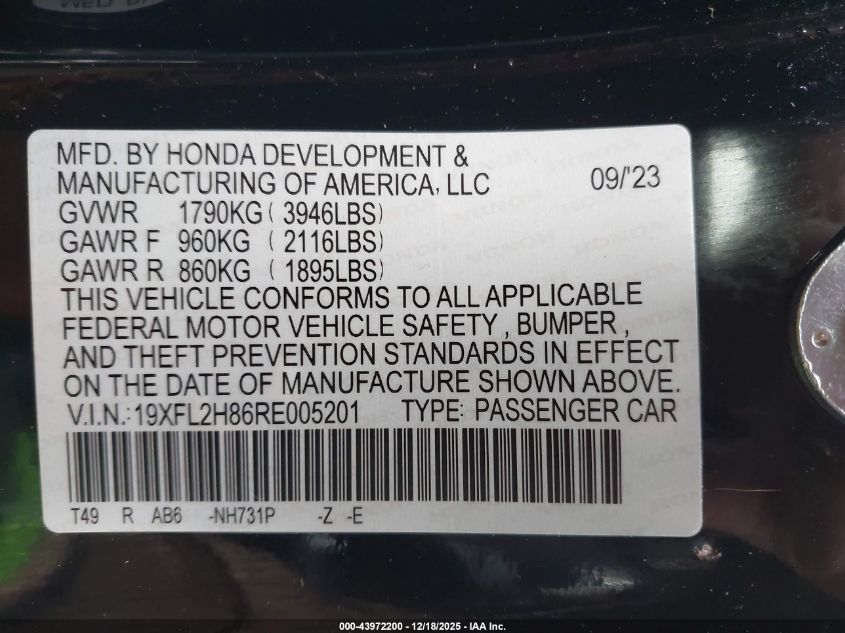 MFD. BY HONDA DEVELOPMENT &
MANUFACTURING OF AMERICA, LLC 09/'23
GVWR 1790KG ( 3946LBS)
GAWR F 960KG ( 2116LBS)
GAWR R 860KG ( 1895LBS)
THIS VEHICLE CONFORMS TO ALL APPLICABLE
FEDERAL MOTOR VEHICLE SAFETY , BUMPER ,
AND THEFT PREVENTION STANDARDS IN EFFECT
ON THE DATE OF MANUFACTURE SHOWN ABOVE.
V.I.N.:19XFL2H86RE005201 TYPE: PASSENGER CAR
T49 R AB6 -NH731P -Z -E
000-43972200 - 12/18/2025 - IAA Inc.